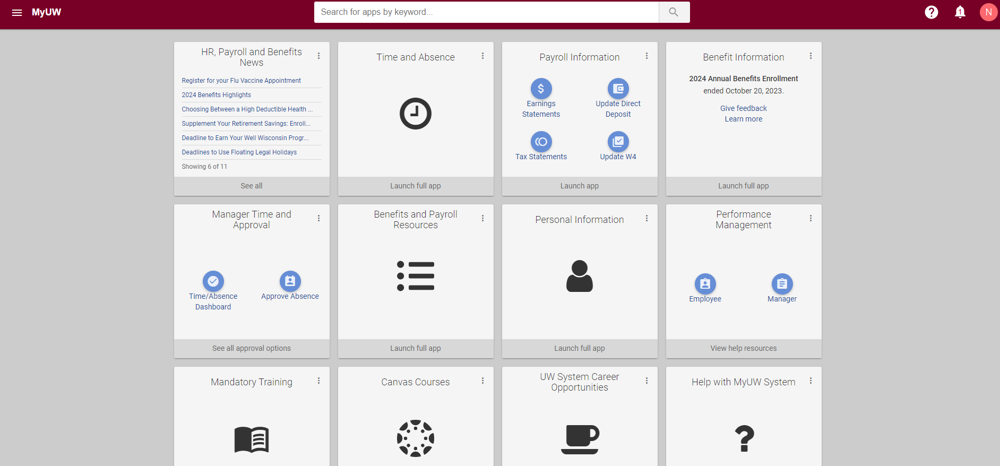 MyUW
Search for apps by keyword...
1
N
HR, Payroll and Benefits
News
Register for your Flu Vaccine Appointment
2024 Benefits Highlights
Choosing Between a High Deductible Health ...
Supplement Your Retirement Savings: Enroll...
Deadline to Earn Your Well Wisconsin Progr...
Deadlines to Use Floating Legal Holidays
Showing 6 of 11
See all
Time and Absence
Launch full app
Payroll Information
Earnings
Statements
Update Direct
Deposit
Tax Statements
Update W4
Launch app
Benefit Information
2024 Annual Benefits Enrollment
ended October 20, 2023.
Give feedback
Learn more
Launch full app
Manager Time and
Approval
Time/Absence
Dashboard
Approve Absence
See all approval options
Benefits and Payroll
Resources
Launch full app
Personal Information
Launch full app
Performance
Management
Employee
Manager
View help resources
Mandatory Training
Canvas Courses
UW System Career
Opportunities
Help with MyUW System